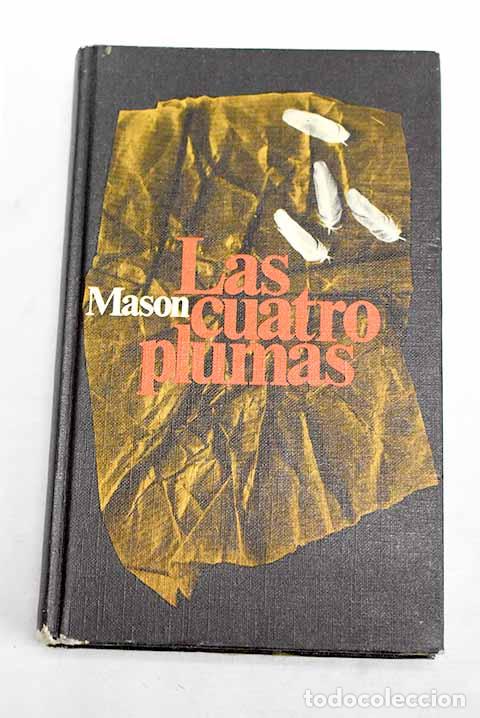 Las
Mason cuatro
plumas
todocoleccion